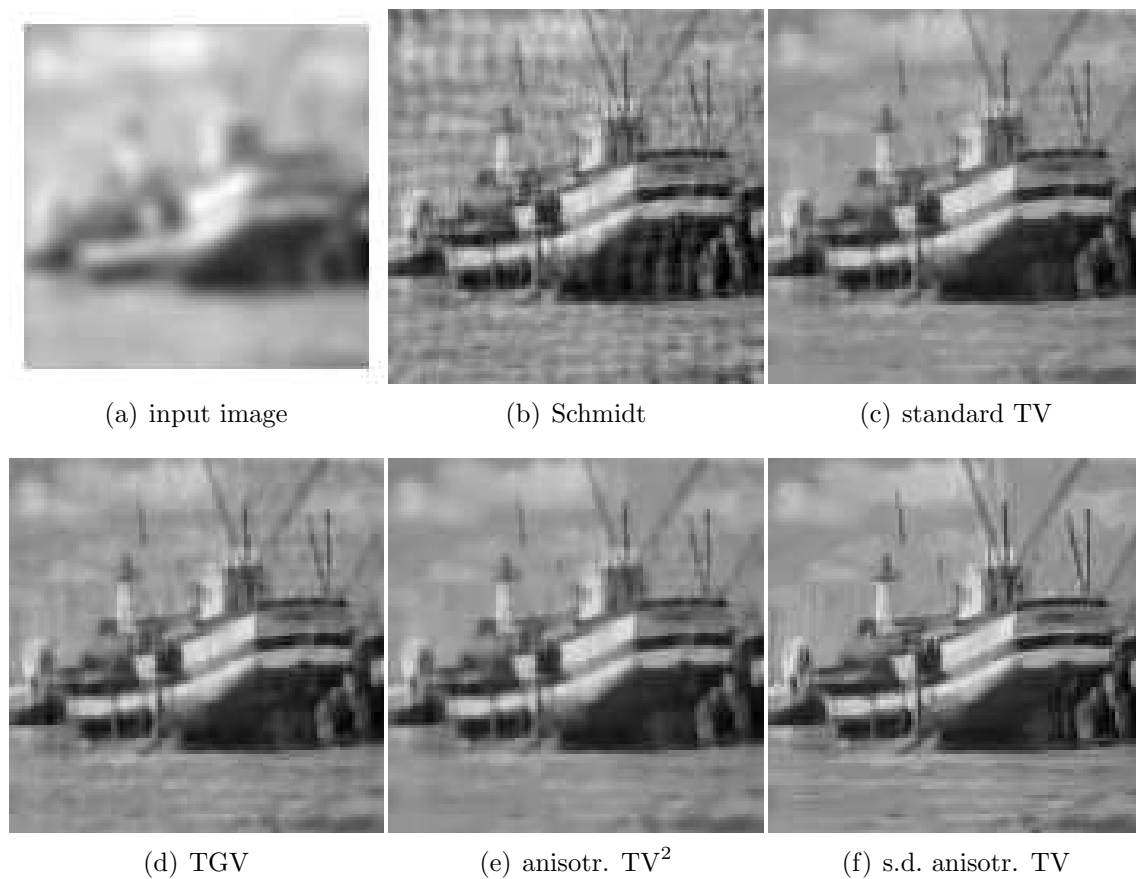 (a) input image
(b) Schmidt
(c) standard TV
(d) TGV
(e) anisotr. TV²
(f) s.d. anisotr. TV